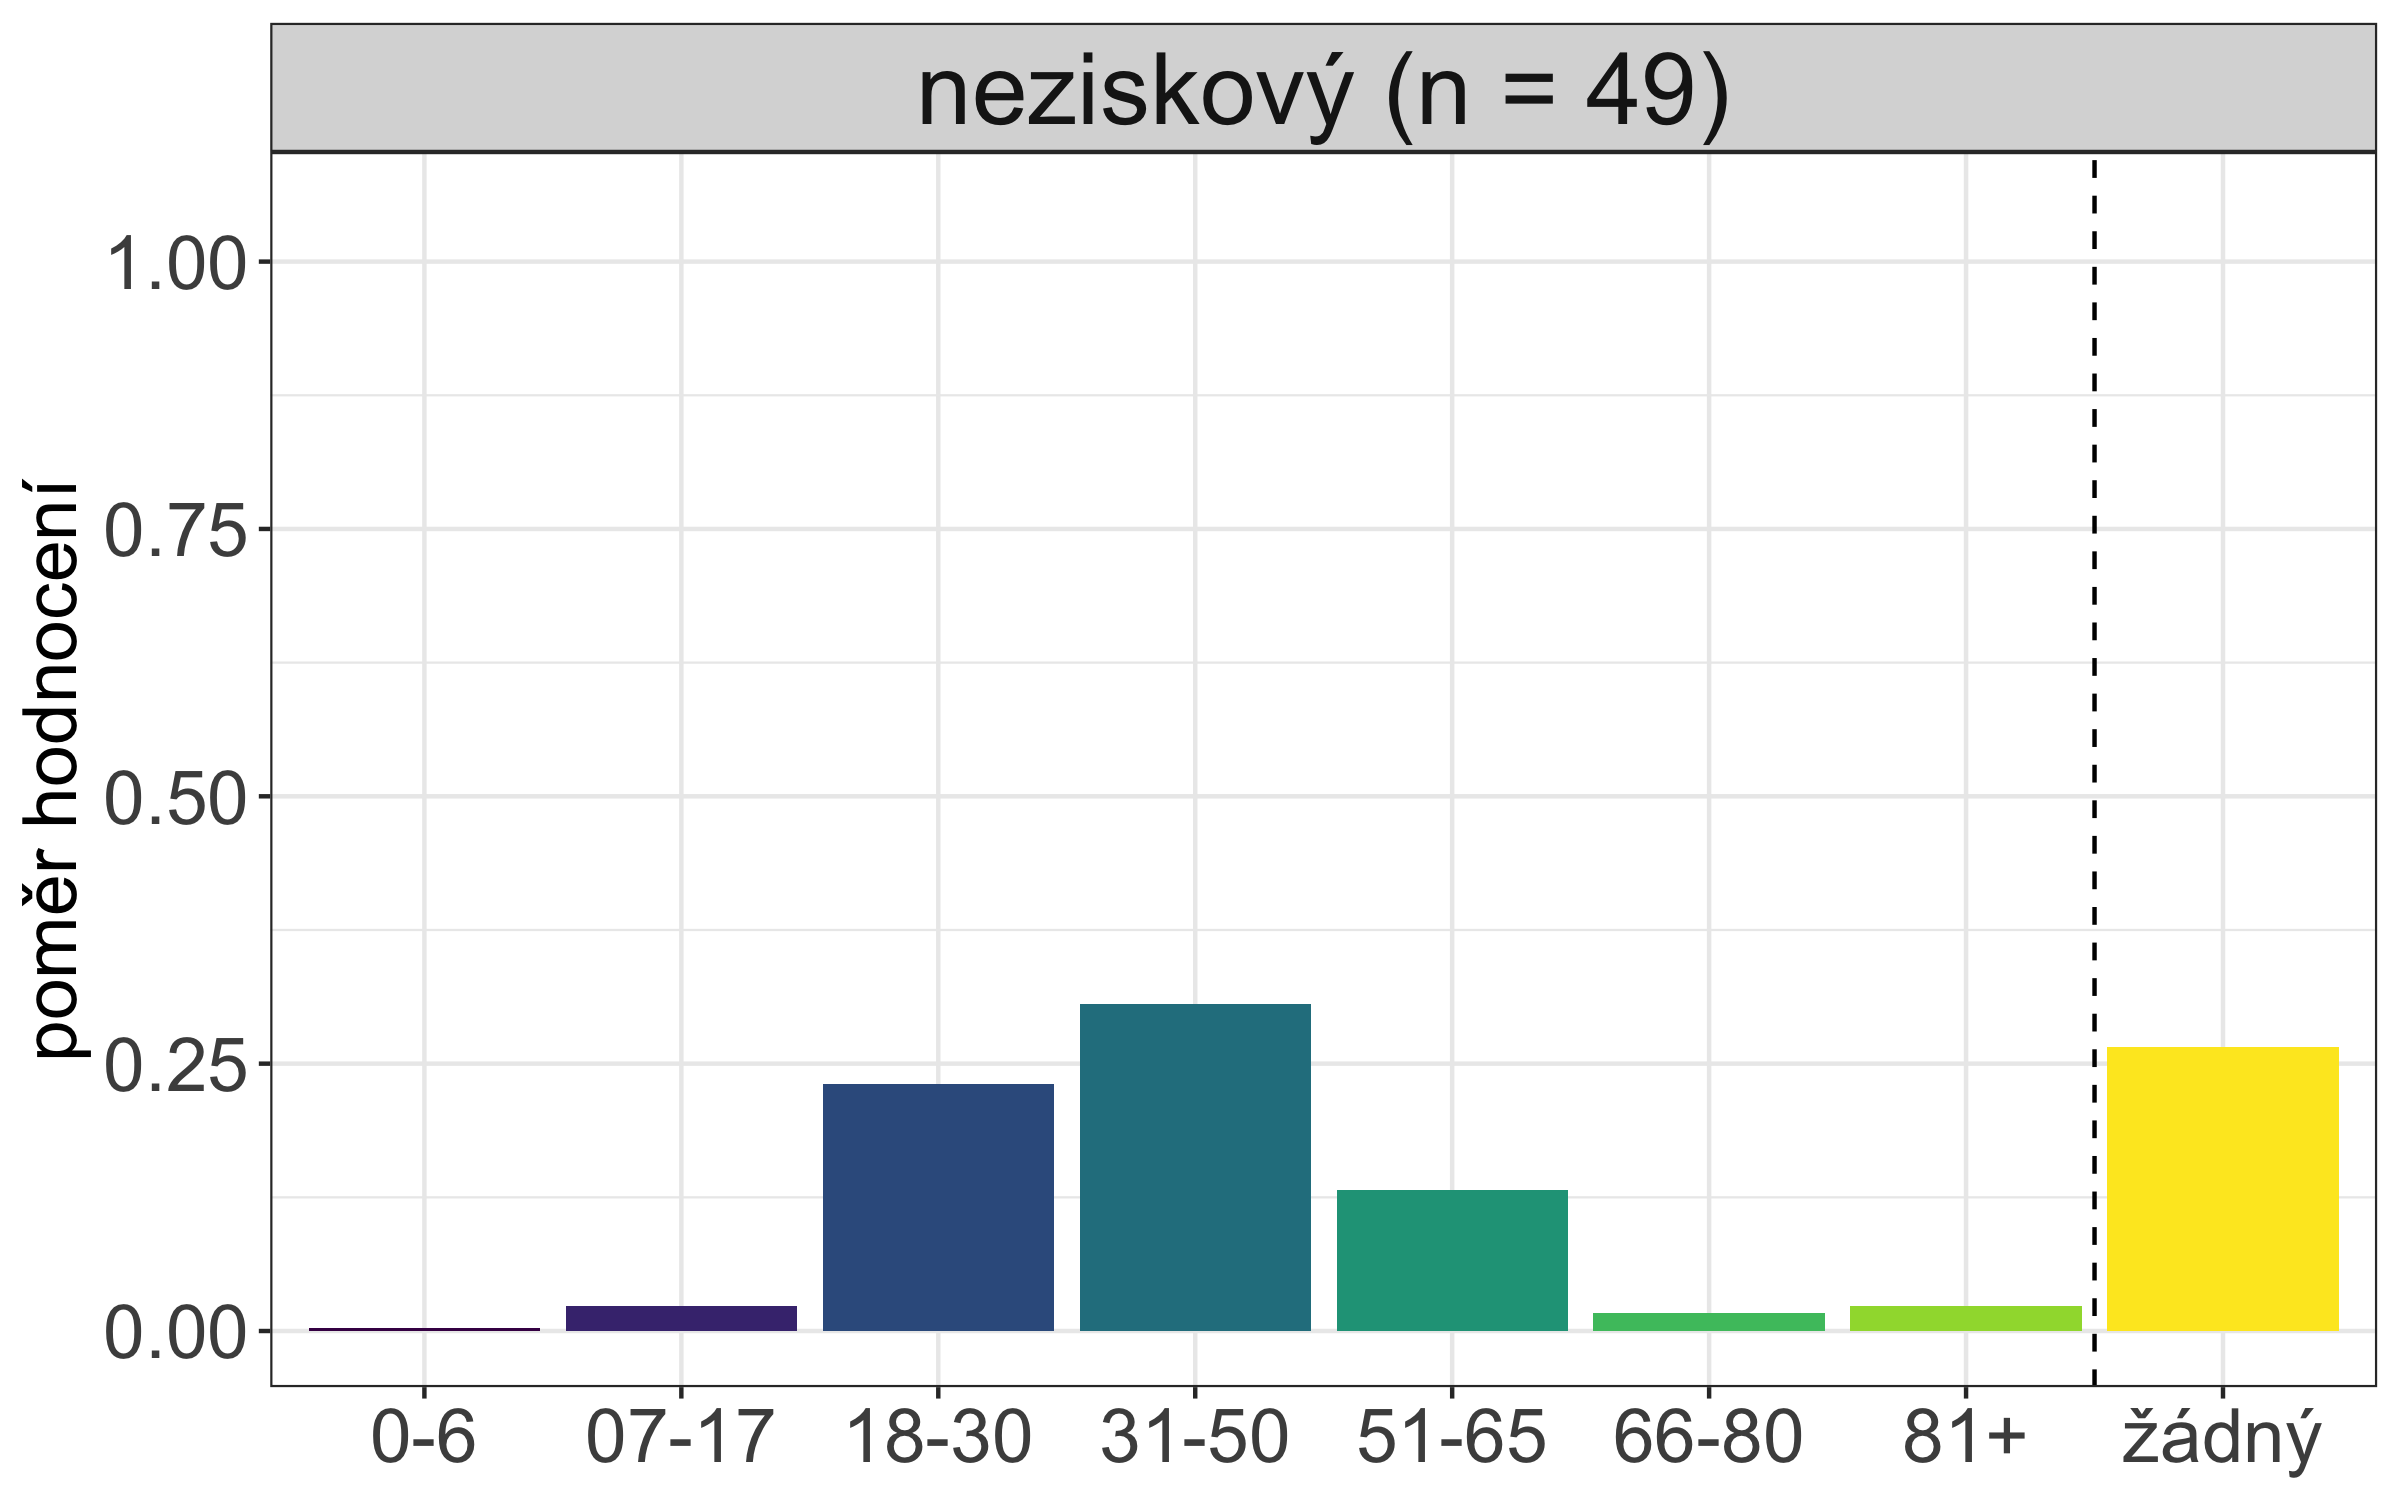 neziskový (n = 49)
poměr hodnocení
1.00
0.75
0.50
0.25
0.00
0-6 07-17 18-30 31-50 51-65 66-80 81+ žádný